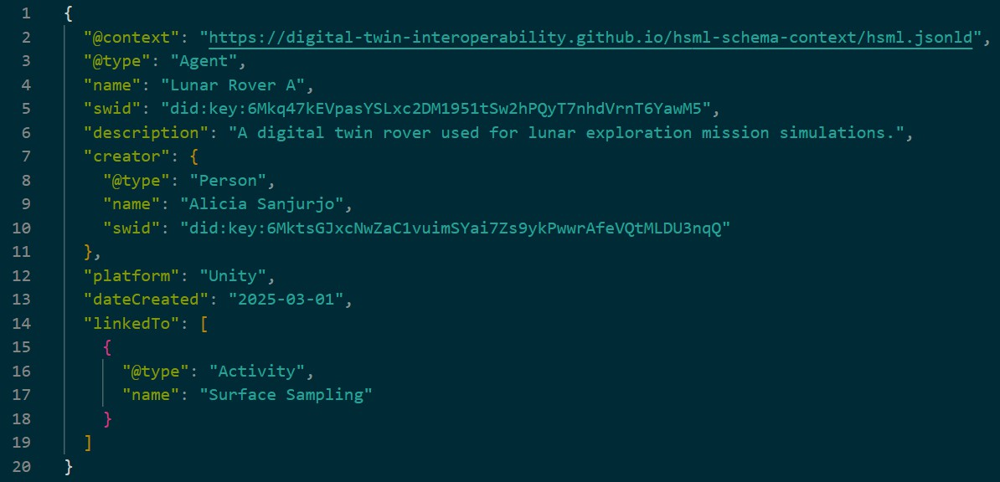 1 {
2 "@context": "https://digital-twin-interoperability.github.io/hsml-schema-context/hsml.jsonld",
3 "@type": "Agent",
4 "name": "Lunar Rover A",
5 "swid": "did:key:6Mkq47kEVpasYSLxc2DM1951tSw2hPQyT7nhdVrnT6YawM5",
6 "description": "A digital twin rover used for lunar exploration mission simulations.",
7 "creator": {
8 "@type": "Person",
9 "name": "Alicia Sanjurjo",
10 "swid": "did:key:6MktsGJxcNwZaC1vuimSYai7Zs9ykPwwrAfeVQtMLDU3nqQ"
11 },
12 "platform": "Unity",
13 "dateCreated": "2025-03-01",
14 "linkedTo": [
15 {
16 "@type": "Activity",
17 "name": "Surface Sampling"
18 }
19 ]
20 }